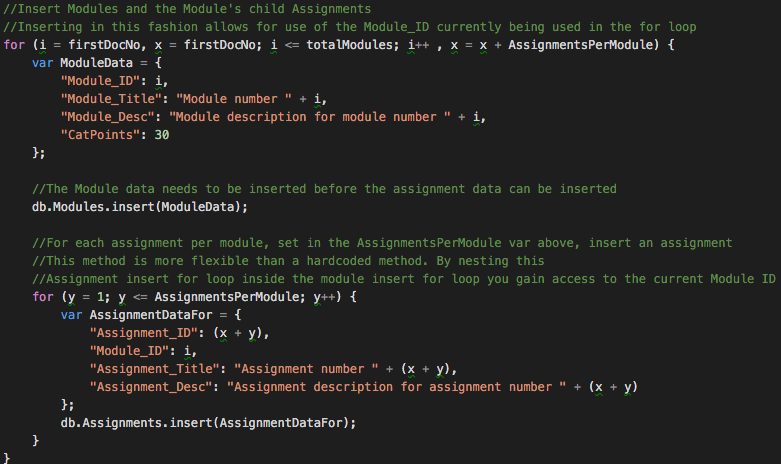 //Insert Modules and the Module's child Assignments
//Inserting in this fashion allows for use of the Module_ID currently being used in the for loop
for (i = firstDocNo, x = firstDocNo; i <= totalModules; i++ , x = x + AssignmentsPerModule) {
    var ModuleData = {
        "Module_ID": i,
        "Module_Title": "Module number " + i,
        "Module_Desc": "Module description for module number " + i,
        "CatPoints": 30
    };

    //The Module data needs to be inserted before the assignment data can be inserted
    db.Modules.insert(ModuleData);

    //For each assignment per module, set in the AssignmentsPerModule var above, insert an assignment
    //This method is more flexible than a hardcoded method. By nesting this
    //Assignment insert for loop inside the module insert for loop you gain access to the current Module ID
    for (y = 1; y <= AssignmentsPerModule; y++) {
        var AssignmentDataFor = {
            "Assignment_ID": (x + y),
            "Module_ID": i,
            "Assignment_Title": "Assignment number " + (x + y),
            "Assignment_Desc": "Assignment description for assignment number " + (x + y)
        };
        db.Assignments.insert(AssignmentDataFor);
    }
}